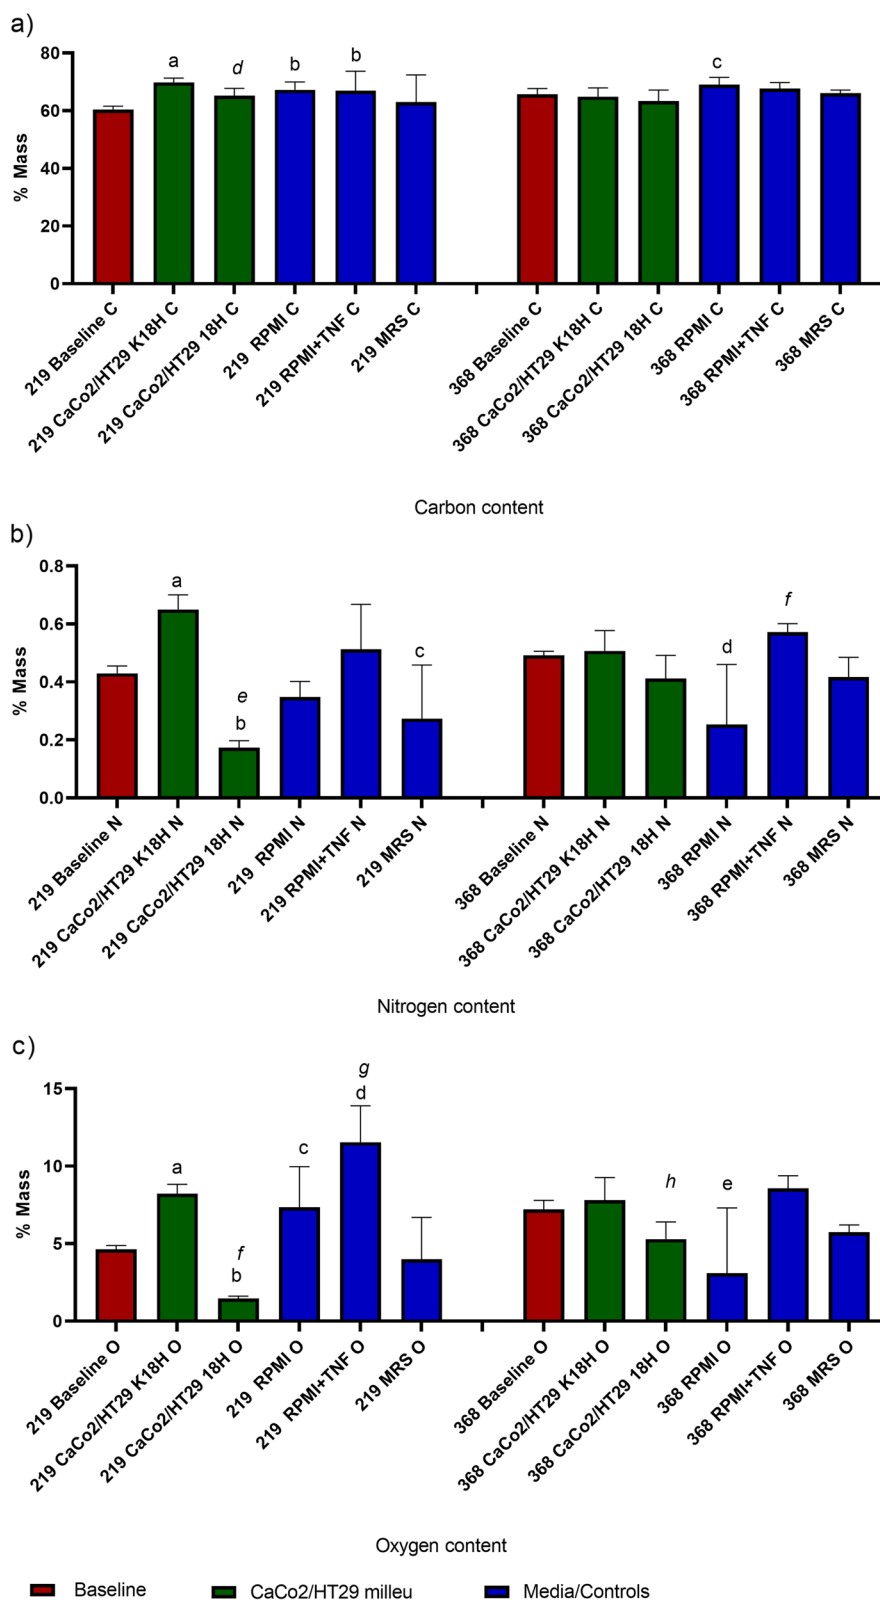 a)
% Mass
80
60
40
20
0
a
d
b
b
c
219 Baseline C
219 CaCo2/HT29 K18H C
219 CaCo2/HT29 18H C
219 RPMI C
219 RPMI+TNF C
219 MRS C
368 Baseline C
368 CaCo2/HT29 K18H C
368 CaCo2/HT29 18H C
368 RPMI C
368 RPMI+TNF C
368 MRS C
Carbon content
b)
% Mass
0.8
0.6
0.4
0.2
0.0
a
e
b
c
d
f
219 Baseline N
219 CaCo2/HT29 K18H N
219 CaCo2/HT29 18H N
219 RPMI N
219 RPMI+TNF N
219 MRS N
368 Baseline N
368 CaCo2/HT29 K18H N
368 CaCo2/HT29 18H N
368 RPMI N
368 RPMI+TNF N
368 MRS N
Nitrogen content
c)
% Mass
15
10
5
0
a
f
b
c
g
d
h
e
219 Baseline O
219 CaCo2/HT29 K18H O
219 CaCo2/HT29 18H O
219 RPMI O
219 RPMI+TNF O
219 MRS O
368 Baseline O
368 CaCo2/HT29 K18H O
368 CaCo2/HT29 18H O
368 RPMI O
368 RPMI+TNF O
368 MRS O
Oxygen content
Baseline
CaCo2/HT29 milleu
Media/Controls